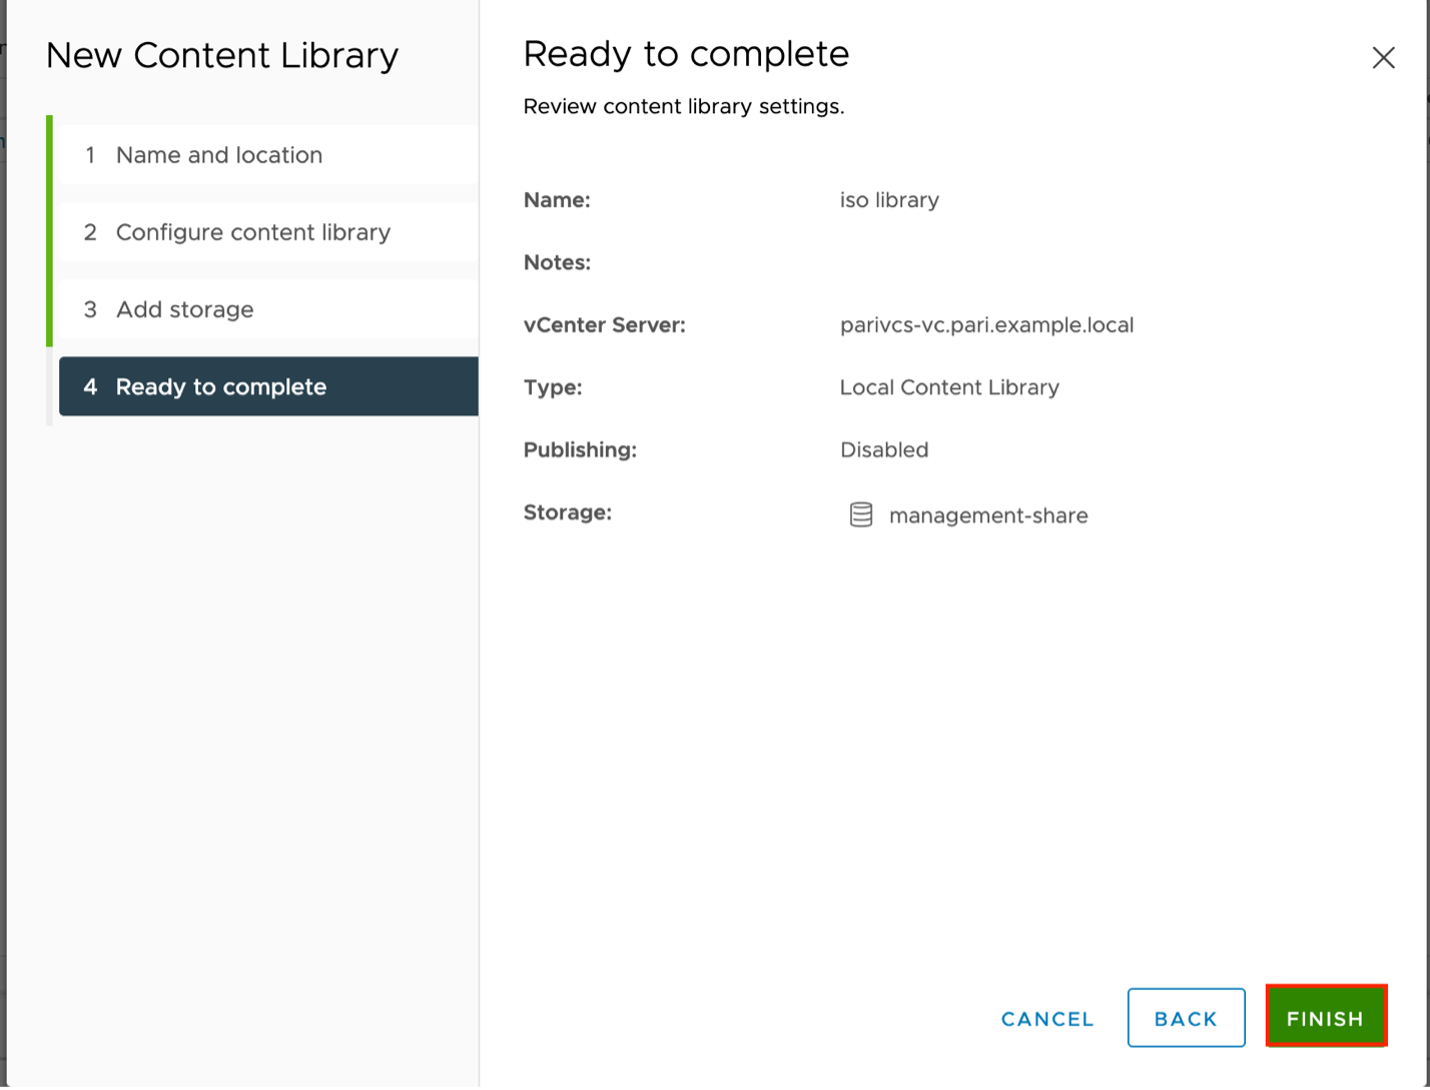 New Content Library
1 Name and location
2 Configure content library
3 Add storage
4 Ready to complete
Ready to complete
Review content library settings.
Name: iso library
Notes:
vCenter Server: parivcs-vc.pari.example.local
Type: Local Content Library
Publishing: Disabled
Storage: management-share
CANCEL BACK FINISH